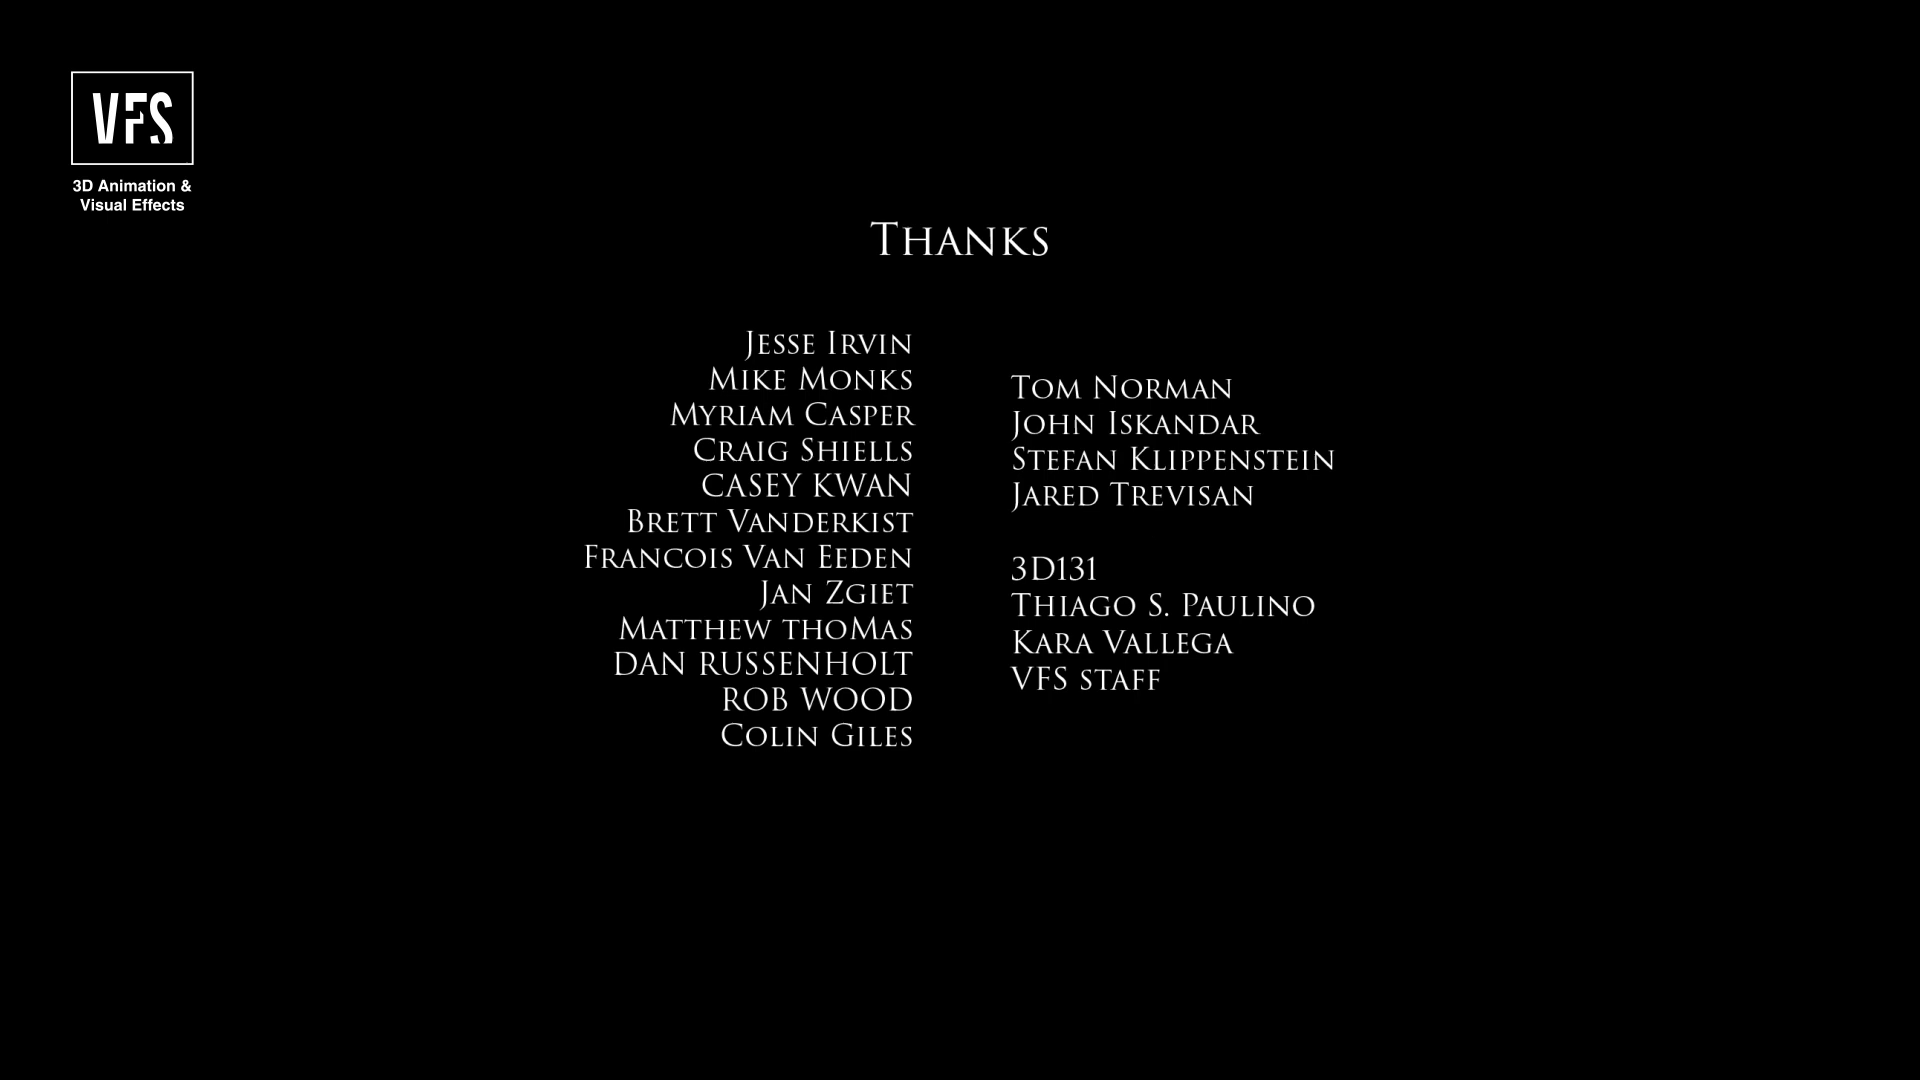 VFS
3D Animation &
Visual Effects
Thanks
Jesse Irvin
Mike Monks
Myriam Casper
Craig Shiells
CASEY KWAN
Brett Vanderkist
Francois Van Eeden
Jan Zgiet
Matthew thoMas
DAN RUSSENHOLT
ROB WOOD
Colin Giles
Tom Norman
John Iskandar
Stefan Klippenstein
Jared Trevisan
3D131
Thiago S. Paulino
Kara Vallega
VFS staff